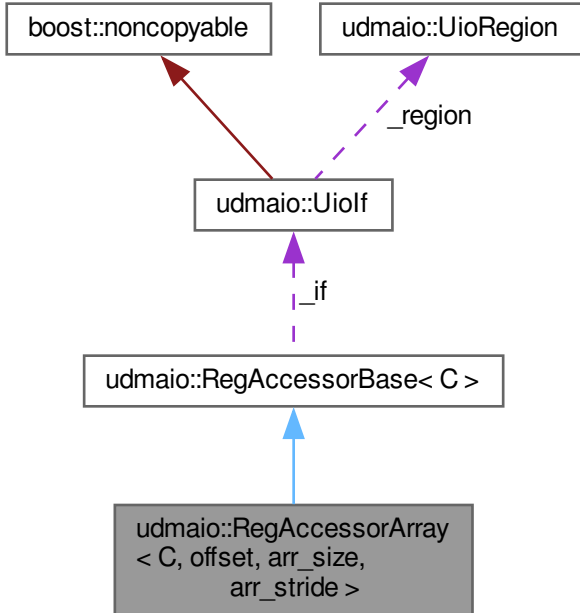 boost::noncopyable
udmaio::UioRegion
_region
udmaio::UioIf
_if
udmaio::RegAccessorBase< C >
udmaio::RegAccessorArray
< C, offset, arr_size,
arr_stride >